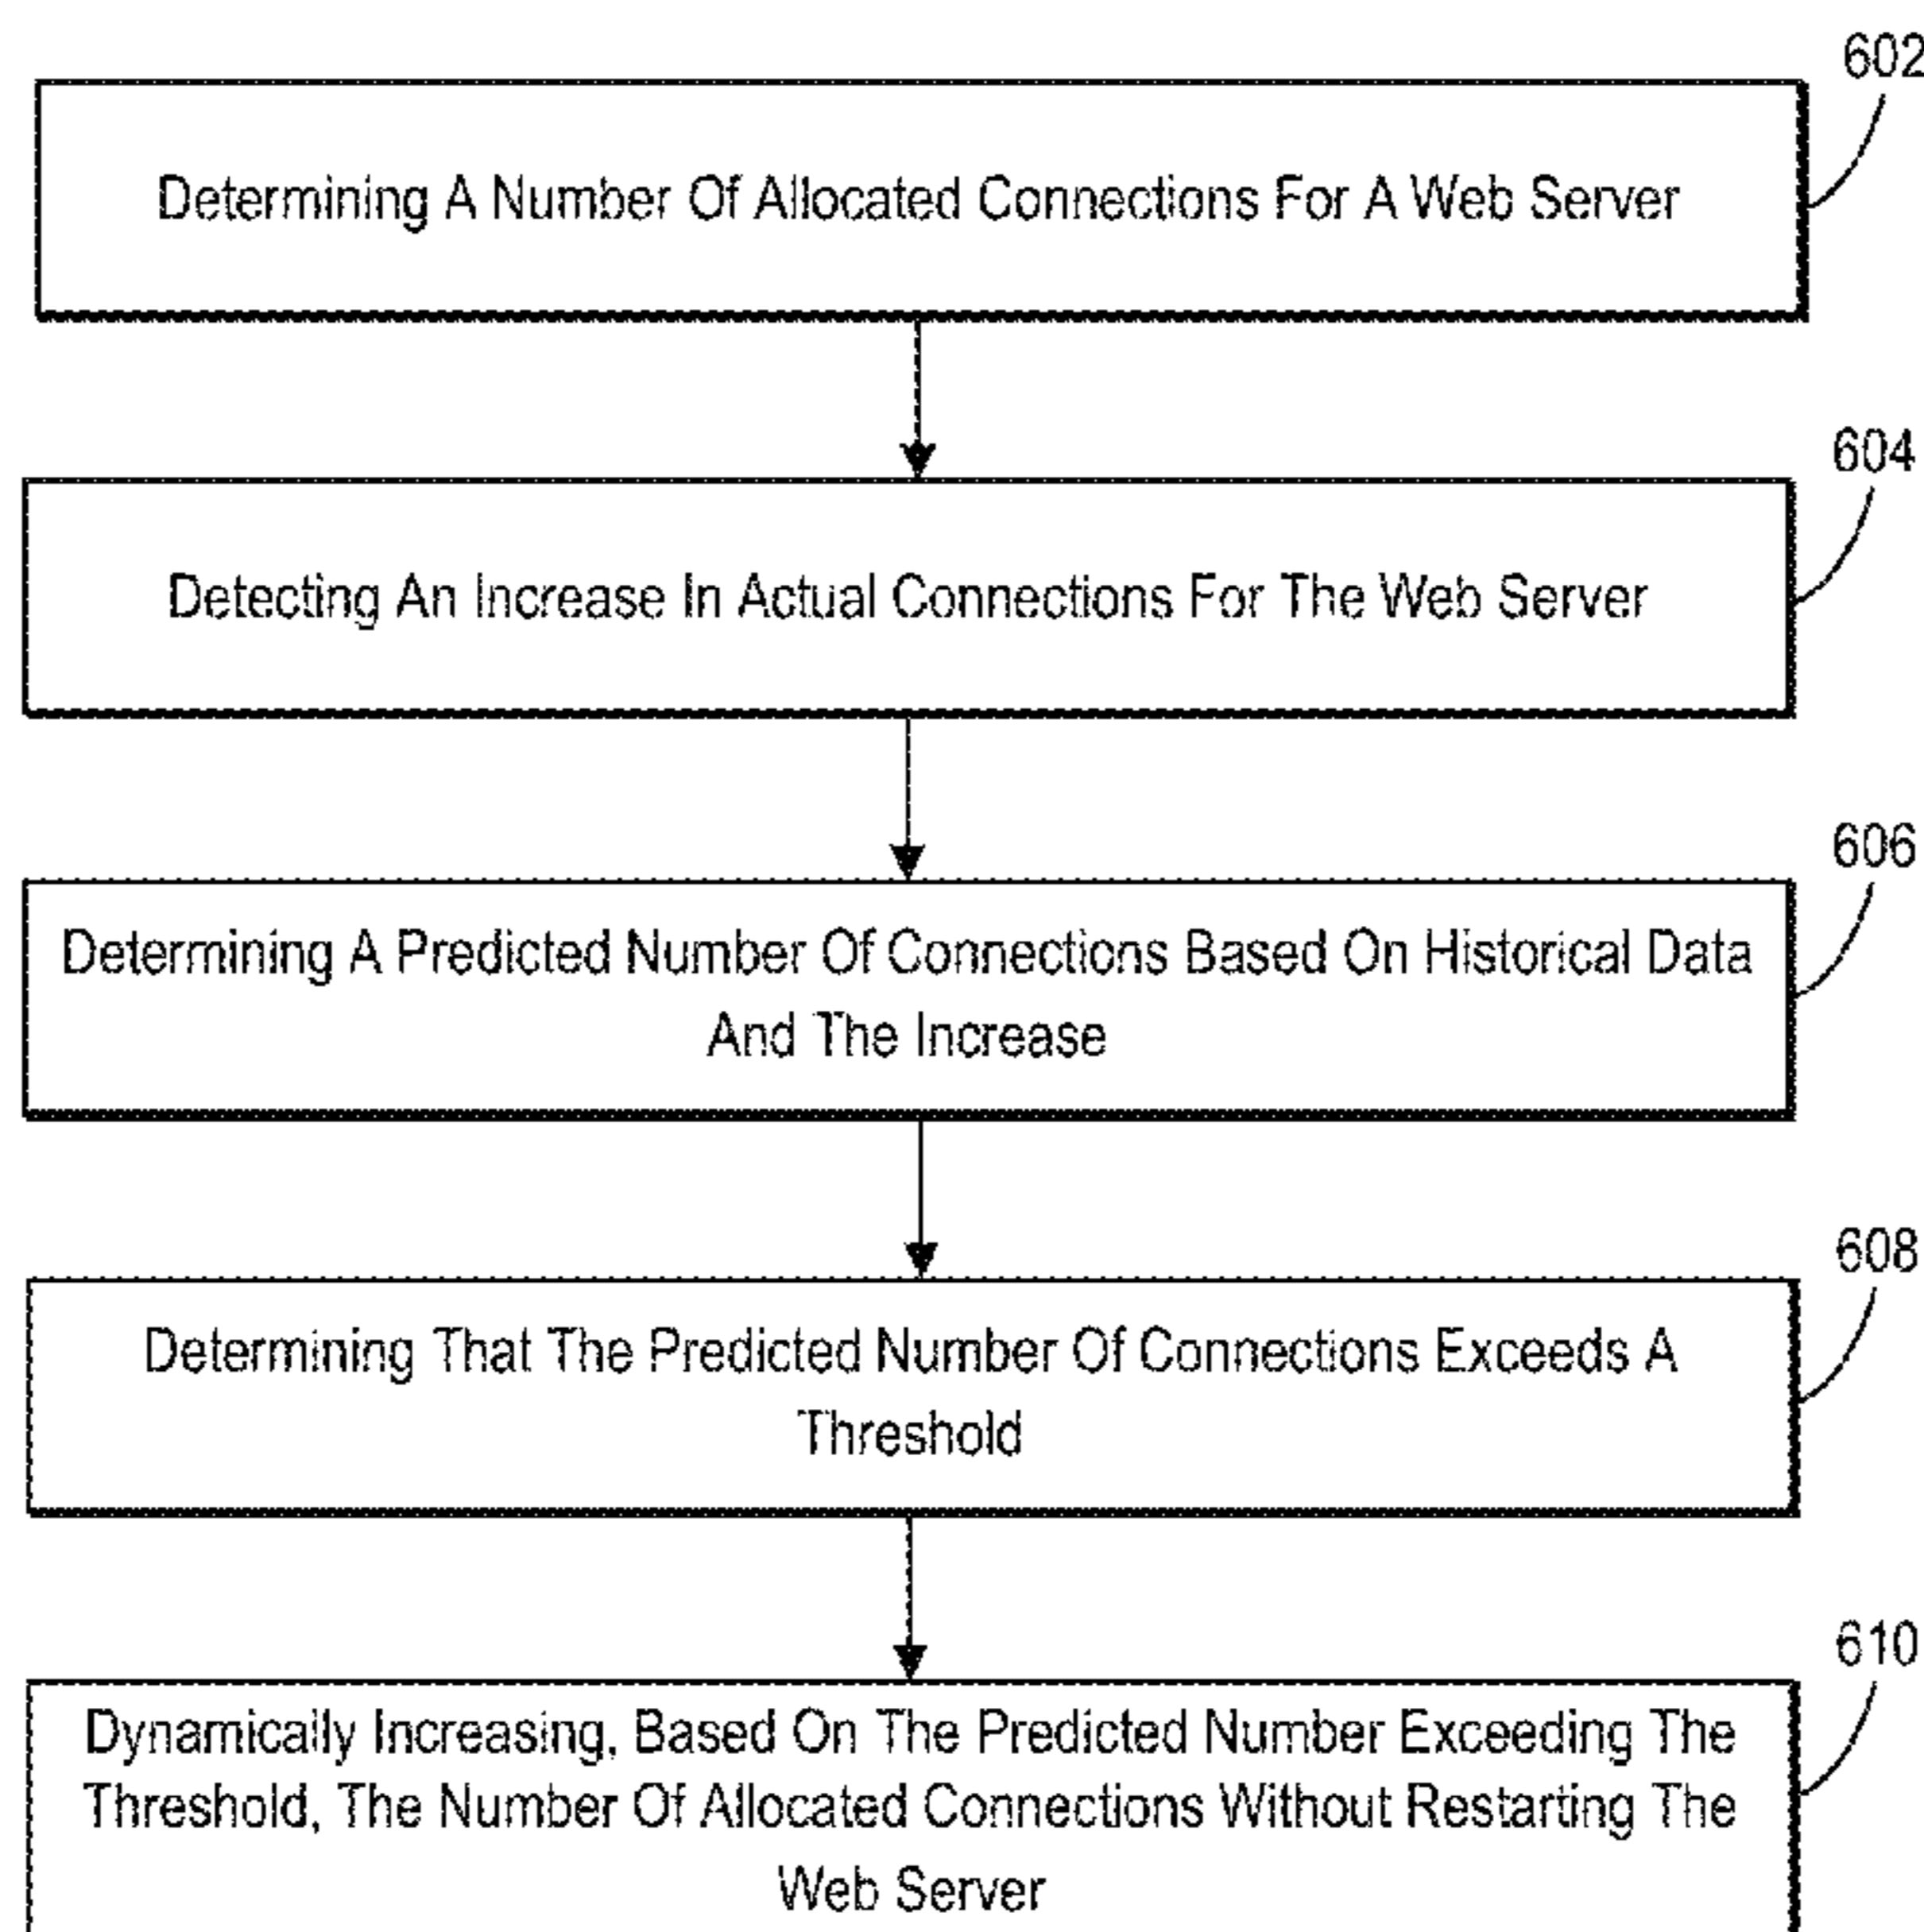 602
Determining A Number Of Allocated Connections For A Web Server
604
Detecting An Increase In Actual Connections For The Web Server
606
Determining A Predicted Number Of Connections Based On Historical Data
And The Increase
608
Determining That The Predicted Number Of Connections Exceeds A
Threshold
610
Dynamically Increasing, Based On The Predicted Number Exceeding The
Threshold, The Number Of Allocated Connections Without Restarting The
Web Server